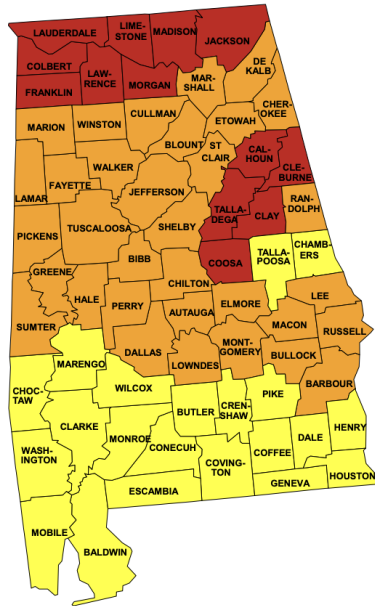 LAUDERDALE
LIME-
STONE
MADISON
JACKSON
COLBERT
LAW-
RENCE
FRANKLIN
MORGAN
MAR-
SHALL
DE
KALB
CHER-
OKEE
MARION
WINSTON
CULLMAN
BLOUNT
ETOWAH
ST
CLAIR
CAL-
HOUN
CLE-
BURNE
LAMAR
FAYETTE
WALKER
JEFFERSON
TALLA-
DEGA
CLAY
RAN-
DOLPH
PICKENS
TUSCALOOSA
SHELBY
BIBB
COOSA
TALLA-
POOSA
CHAMB-
ERS
GREENE
HALE
PERRY
CHILTON
AUTAUGA
ELMORE
LEE
MACON
RUSSELL
SUMTER
DALLAS
LOWNDES
MONT-
GOMERY
BULLOCK
BARBOUR
MARENGO
CHOC-
TAW
WILCOX
BUTLER
CREN-
SHAW
PIKE
CLARKE
MONROE
CONECUH
COFFEE
DALE
HENRY
WASH-
INGTON
COVING-
TON
ESCAMBIA
GENEVA
HOUSTON
MOBILE
BALDWIN